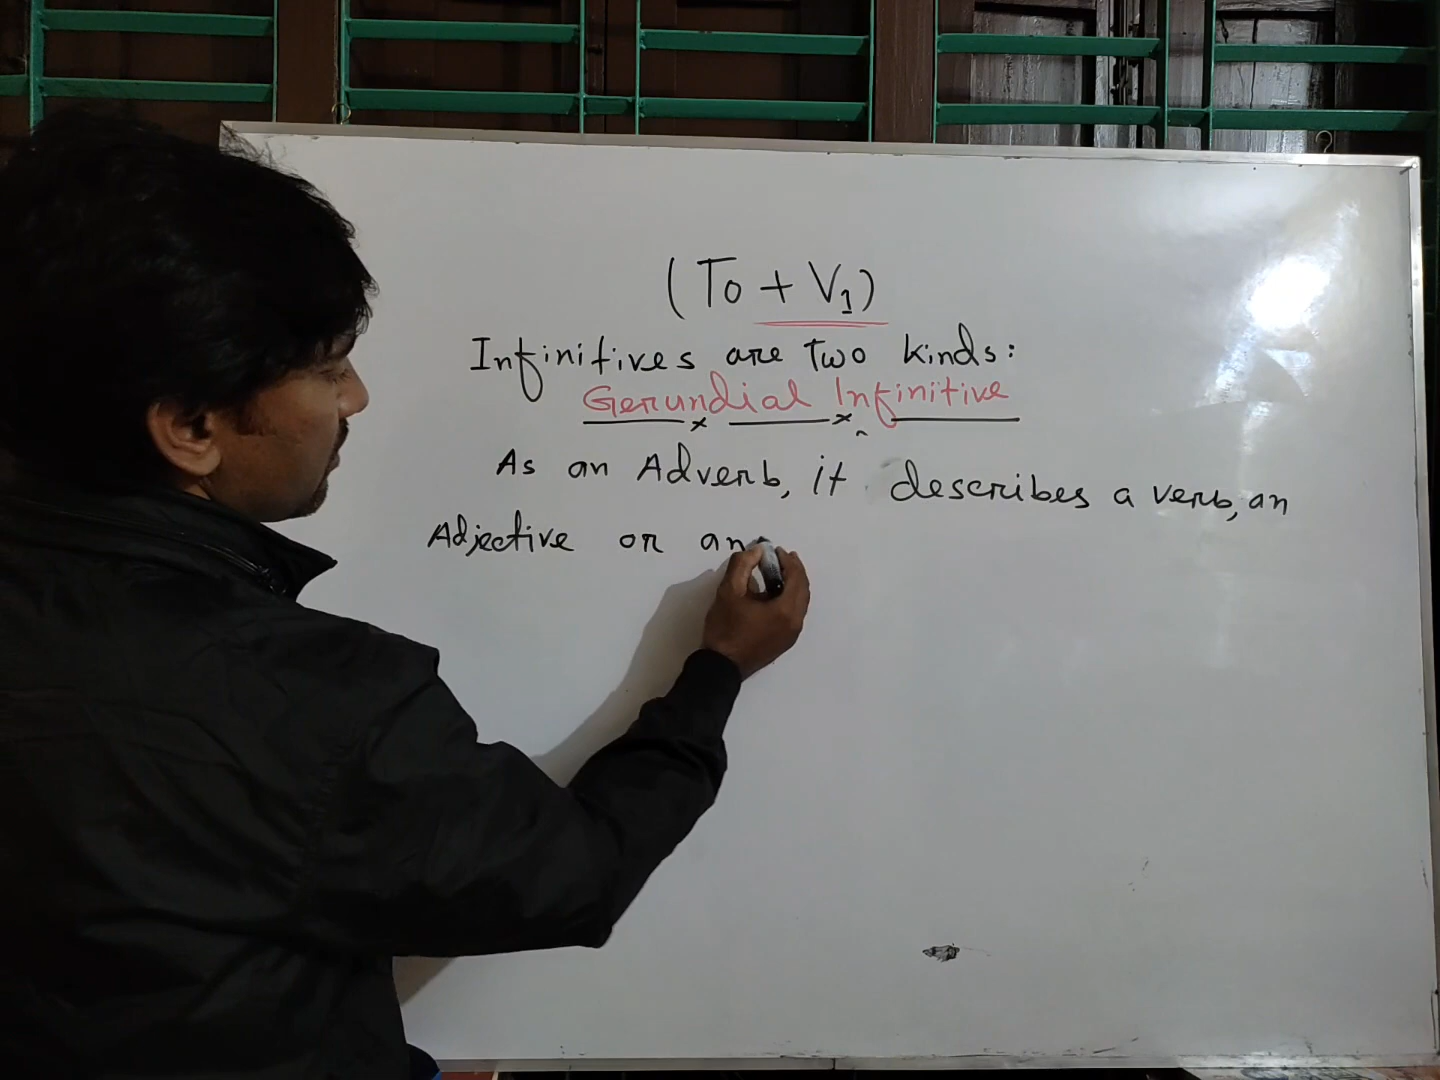 (To + V1)
Infinitives are Two kinds:
Gerundial Infinitive
As an Adverb, it describes a verb, an
Adjective or an